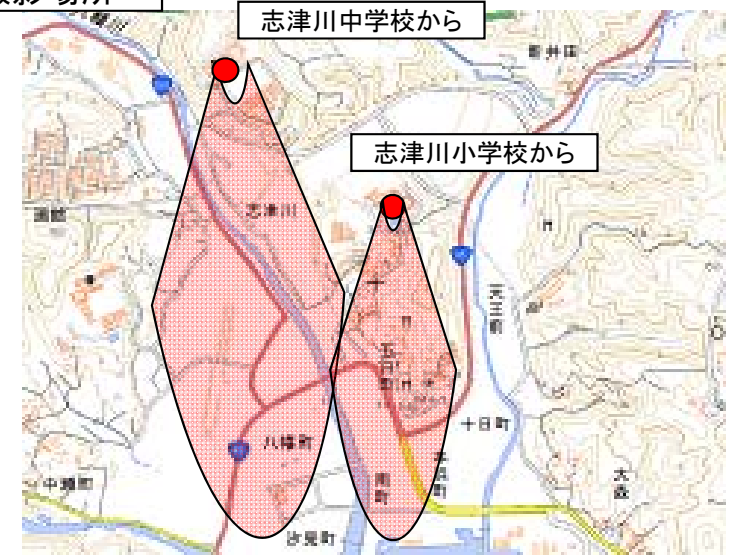 志津川中学校から
新井田
志津川小学校から
志津川
天王町
五日町
十日町
八幡町
本浜町
南町
中瀬町
大森
汐見町